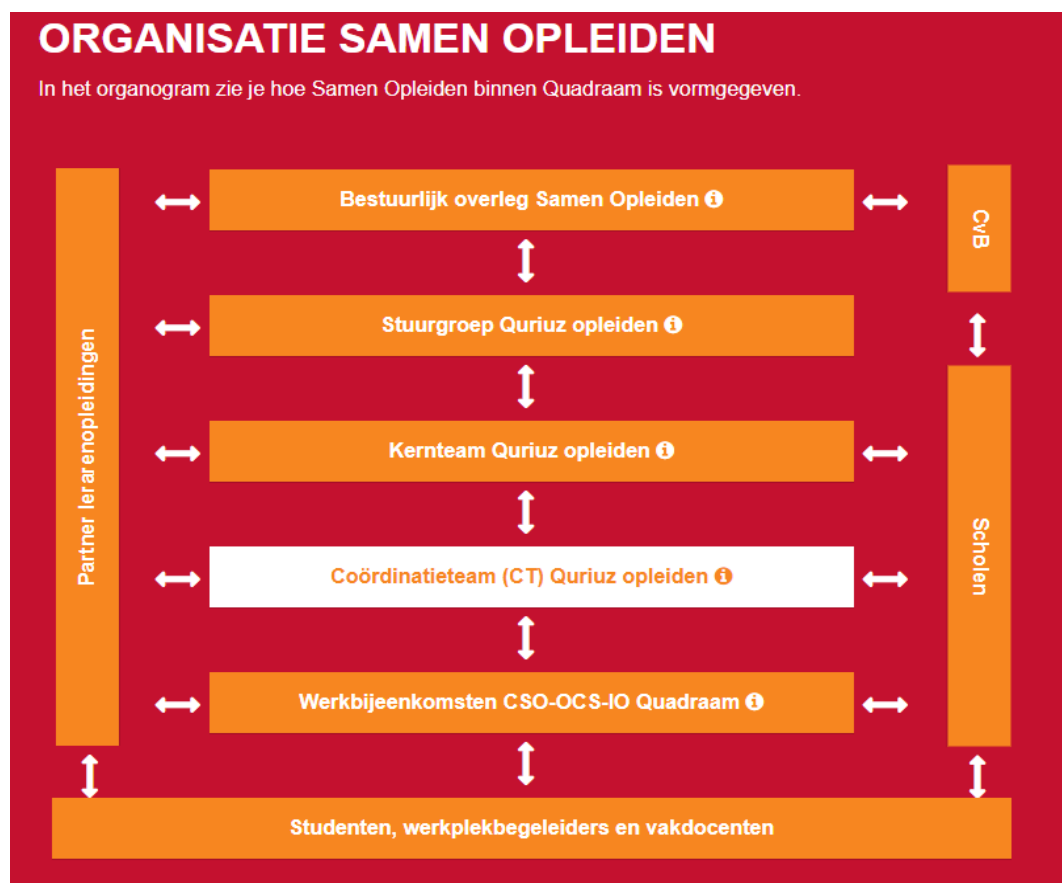 ORGANISATIE SAMEN OPLEIDEN
In het organogram zie je hoe Samen Opleiden binnen Quadraam is vormgegeven.
Partner lerarenopleidingen
Bestuurlijk overleg Samen Opleiden
CvB
Stuurgroep Quriuz opleiden
Kernteam Quriuz opleiden
Scholen
Coördinatieteam (CT) Quriuz opleiden
Werkbijeenkomsten CSO-OCS-IO Quadraam
Studenten, werkplekbegeleiders en vakdocenten